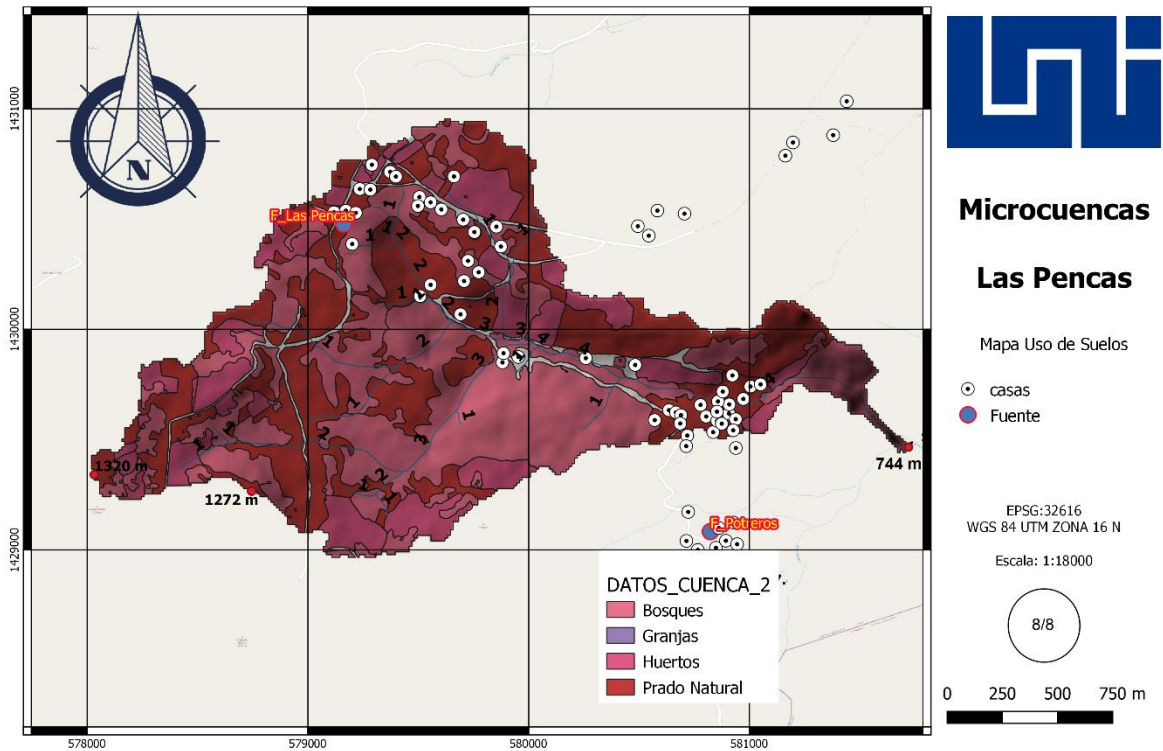 Microcuencas
Las Pencas
Mapa Uso de Suelos
casas
Fuente
EPSG:32616
WGS 84 UTM ZONA 16 N
Escala: 1:18000
8/8
0 250 500 750 m
N
F_Las Pencas
F_Potreros
1320 m
1272 m
744 m
DATOS_CUENCA_2
Bosques
Granjas
Huertos
Prado Natural
1431000
1430000
1429000
578000 579000 580000 581000